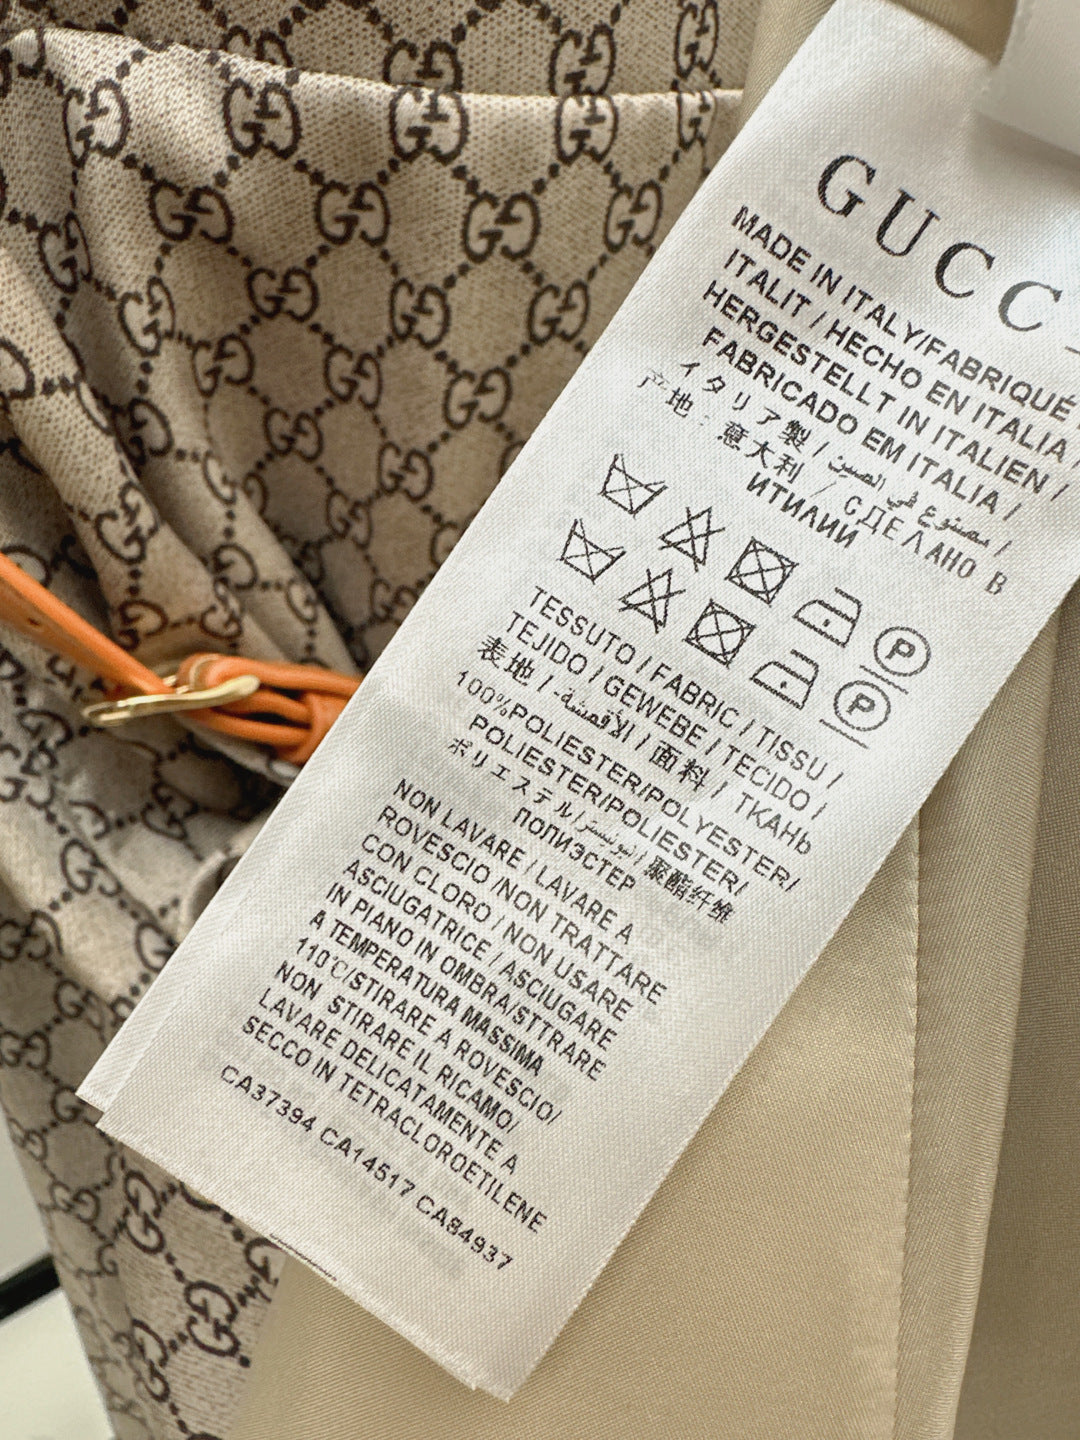 GUCC
MADE IN ITALY/FABRIQUÉ
ITALIT / HECHO EN ITALIA /
HERGESTELLT IN ITALIEN /
FABRICADO EM ITALIA /
イタリア製 / مصنوع في الصين /
产地：意大利 / СДЕЛАНО В
ИТИЛИИ
P
P
TESSUTO / FABRIC / TISSU /
TEJIDO / GEWEBE / TECIDO /
表地 / الأقمشة- / 面料 / ТКАНЬ
100%POLIESTER/POLYESTER/
POLIESTER/POLIESTER/
ポリエステル/بوليستر/ 聚酯纤维
ПОЛИЭСТЕР
NON LAVARE / LAVARE A
ROVESCIO /NON TRATTARE
CON CLORO / NON USARE
ASCIUGATRICE / ASCIUGARE
IN PIANO IN OMBRA/STTRARE
A TEMPERATURA MASSIMA
110℃/STIRARE A ROVESCIO/
NON STIRARE IL RICAMO/
LAVARE DELICATAMENTE A
SECCO IN TETRACLOROETILENE
CA37394 CA14517 CA84937